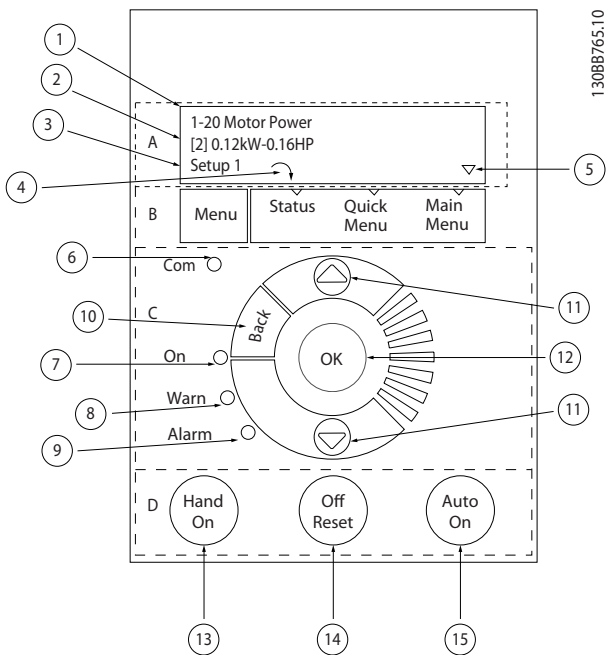 130BB765.10
1
2
3
4
5
A
1-20 Motor Power
[2] 0.12kW-0.16HP
Setup 1
B
Menu
Status
Quick
Menu
Main
Menu
6
Com
C
10
Back
11
7
On
OK
12
8
Warn
11
9
Alarm
D
Hand
On
Off
Reset
Auto
On
13
14
15